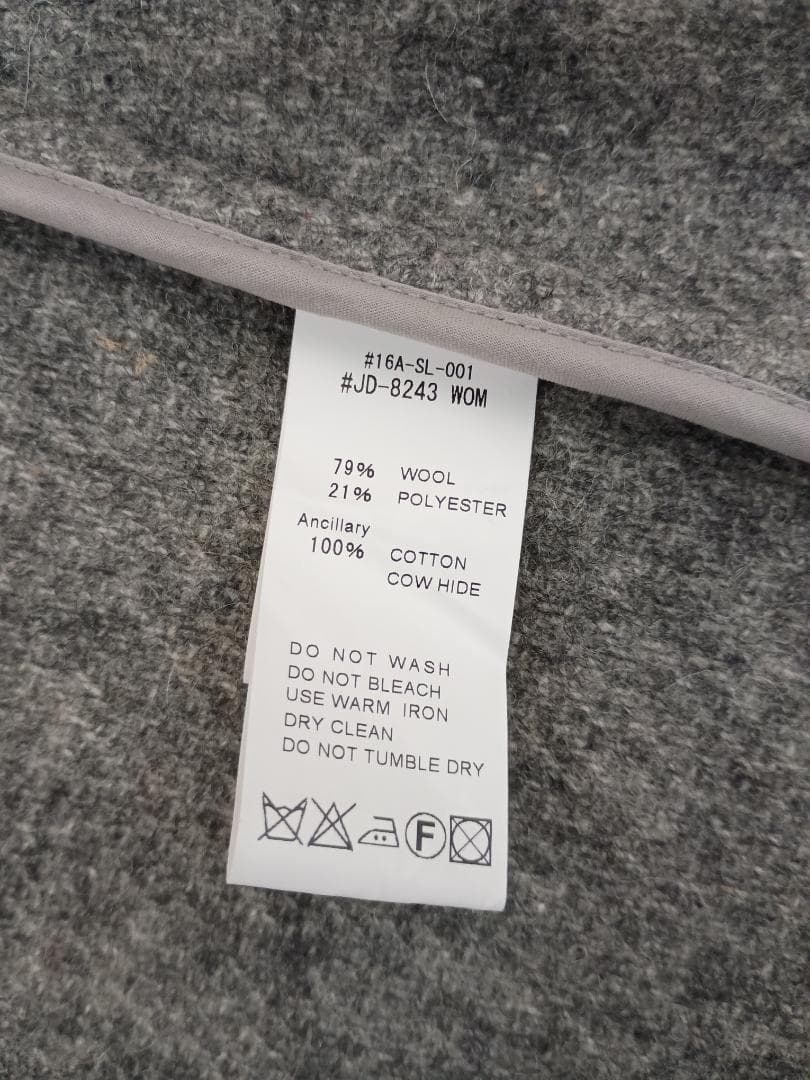 #16A-SL-001
#JD-8243 WOM
79% WOOL
21% POLYESTER
Ancillary
100% COTTON
COW HIDE
DO NOT WASH
DO NOT BLEACH
USE WARM IRON
DRY CLEAN
DO NOT TUMBLE DRY
F